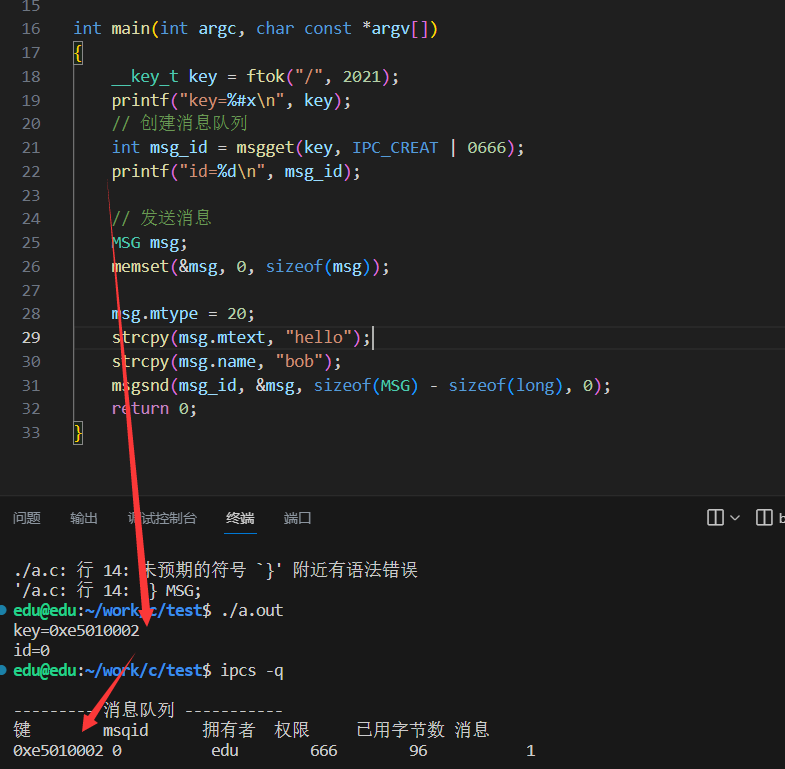 15
16 int main(int argc, char const *argv[])
17 {
18 __key_t key = ftok("/", 2021);
19 printf("key=%#x\n", key);
20 // 创建消息队列
21 int msg_id = msgget(key, IPC_CREAT | 0666);
22 printf("id=%d\n", msg_id);
23
24 // 发送消息
25 MSG msg;
26 memset(&msg, 0, sizeof(msg));
27
28 msg.mtype = 20;
29 strcpy(msg.mtext, "hello");
30 strcpy(msg.name, "bob");
31 msgsnd(msg_id, &msg, sizeof(MSG) - sizeof(long), 0);
32 return 0;
33 }
问题 输出 调试控制台 终端 端口 b
./a.c: 行 14: 未预期的符号 `}' 附近有语法错误
'/a.c: 行 14: `} MSG;
edu@edu:~/work/c/test$ ./a.out
key=0xe5010002
id=0
edu@edu:~/work/c/test$ ipcs -q
--------- 消息队列 -----------
键 msqid 拥有者 权限 已用字节数 消息
0xe5010002 0 edu 666 96 1